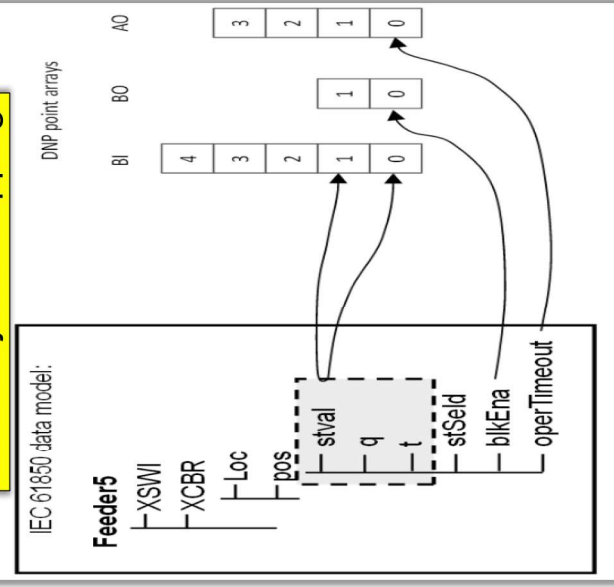 DNP point arrays
BI
BO
AO
4
3
2
1
0
1
0
3
2
1
0
IEC 61850 data model:
Feeder5
XSWI
XCBR
Loc
pos
stval
q
t
stSeld
blkEna
operTimeout